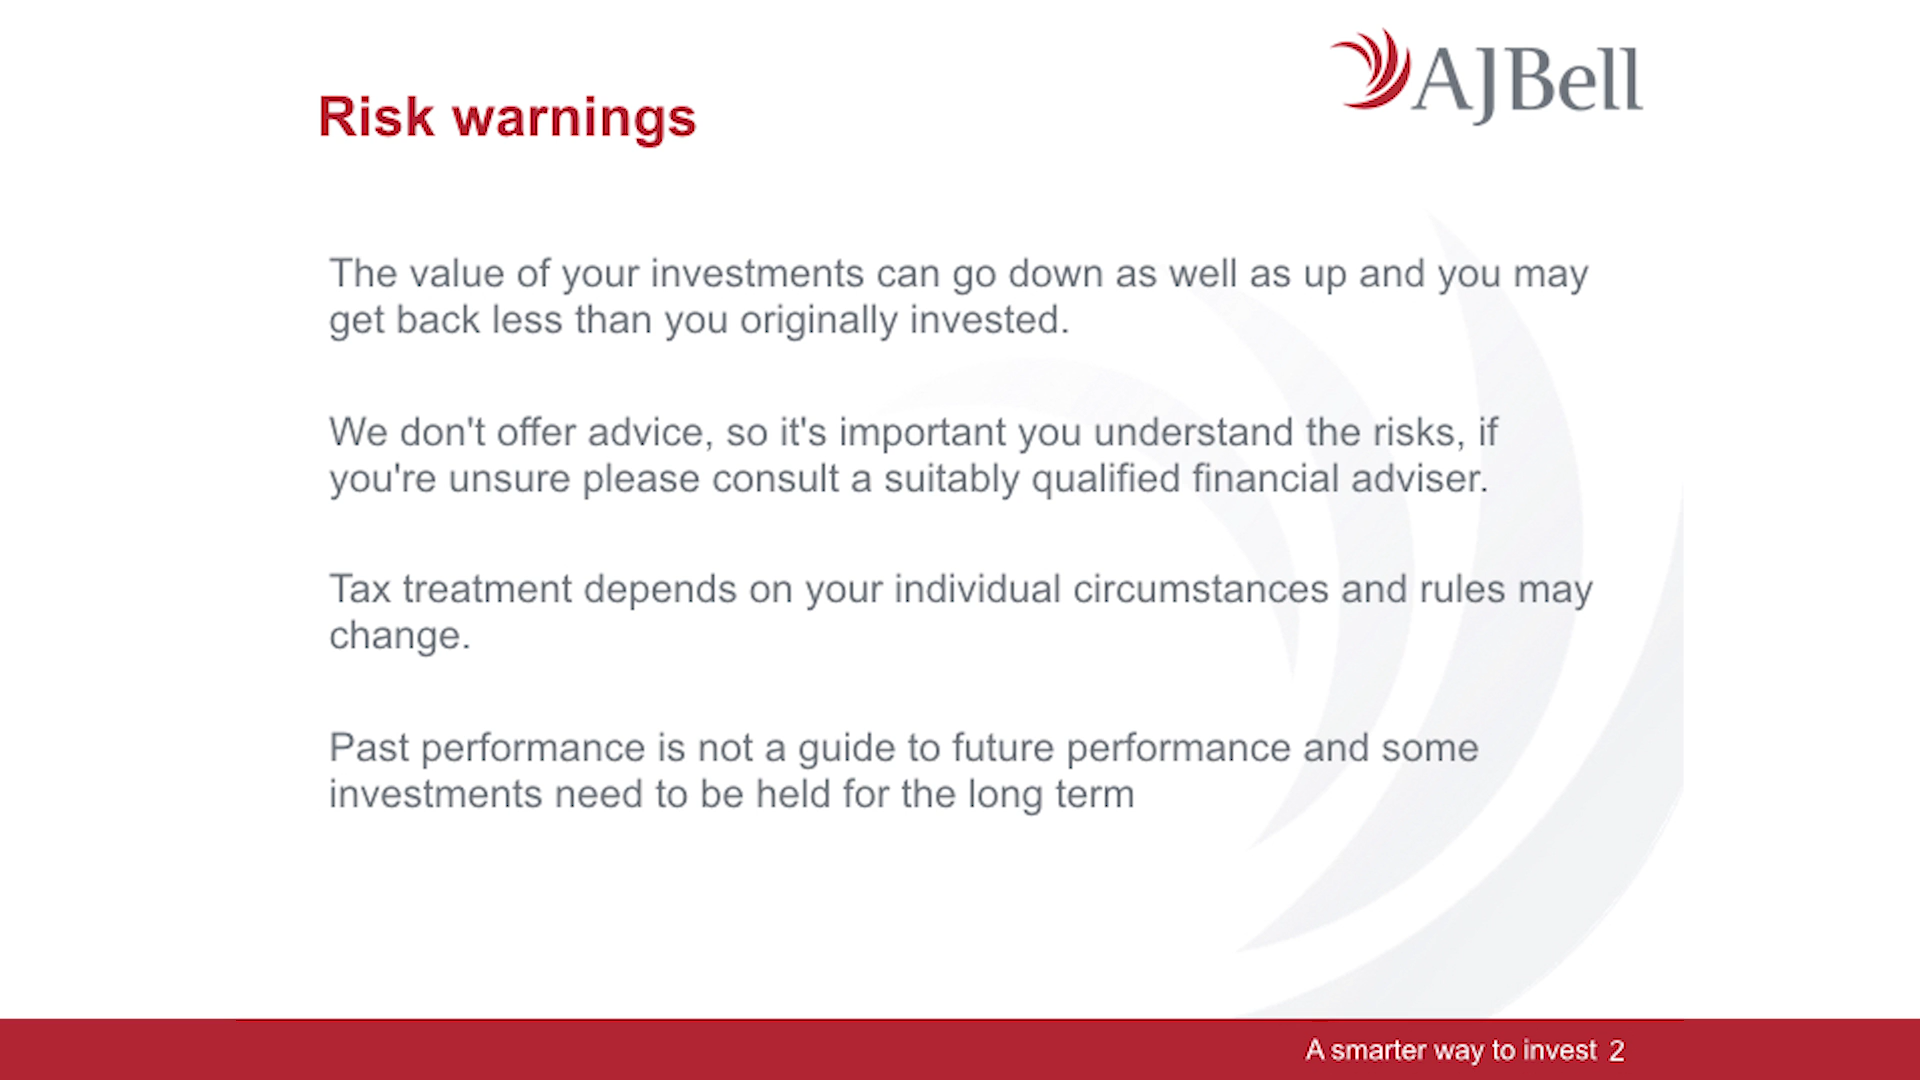 AJBell
Risk warnings
The value of your investments can go down as well as up and you may
get back less than you originally invested.
We don't offer advice, so it's important you understand the risks, if
you're unsure please consult a suitably qualified financial adviser.
Tax treatment depends on your individual circumstances and rules may
change.
Past performance is not a guide to future performance and some
investments need to be held for the long term
A smarter way to invest 2